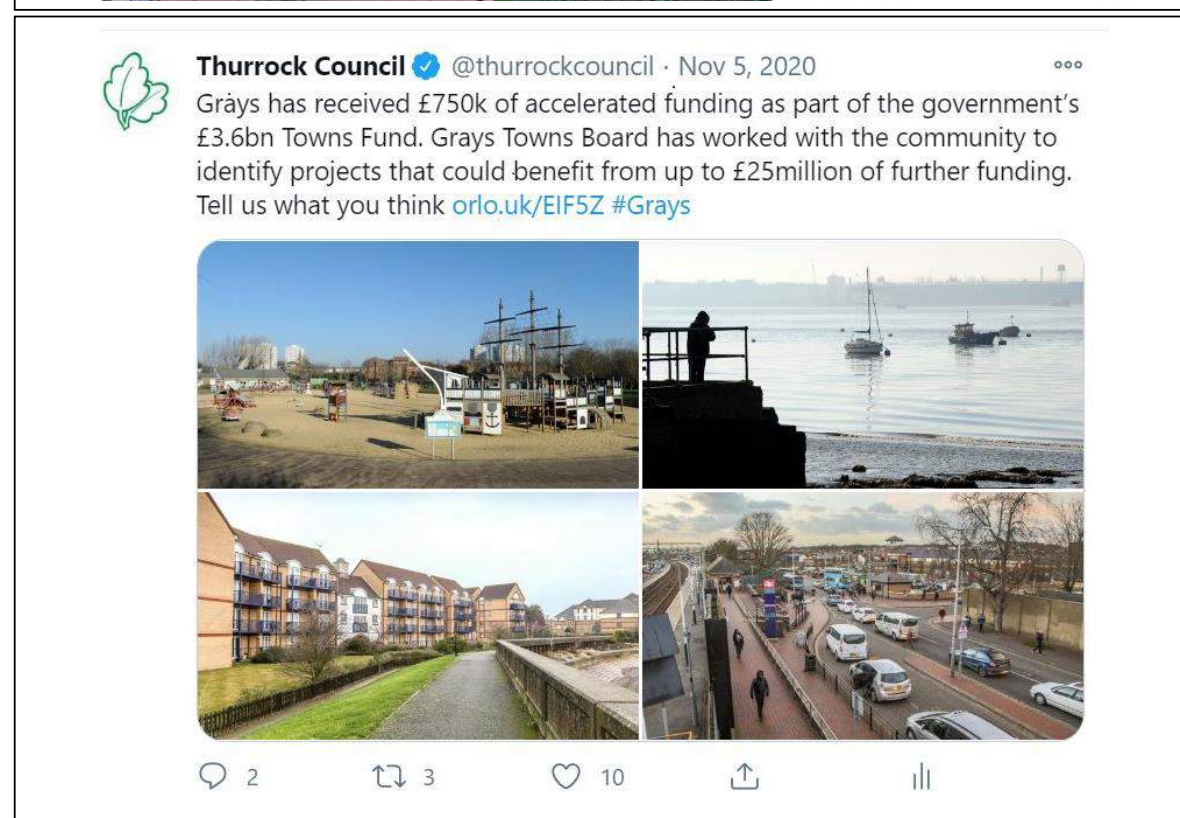 Thurrock Council @thurrockcouncil · Nov 5, 2020
Grays has received £750k of accelerated funding as part of the government's
£3.6bn Towns Fund. Grays Towns Board has worked with the community to
identify projects that could benefit from up to £25million of further funding.
Tell us what you think orlo.uk/EIF5Z #Grays
2 3 10